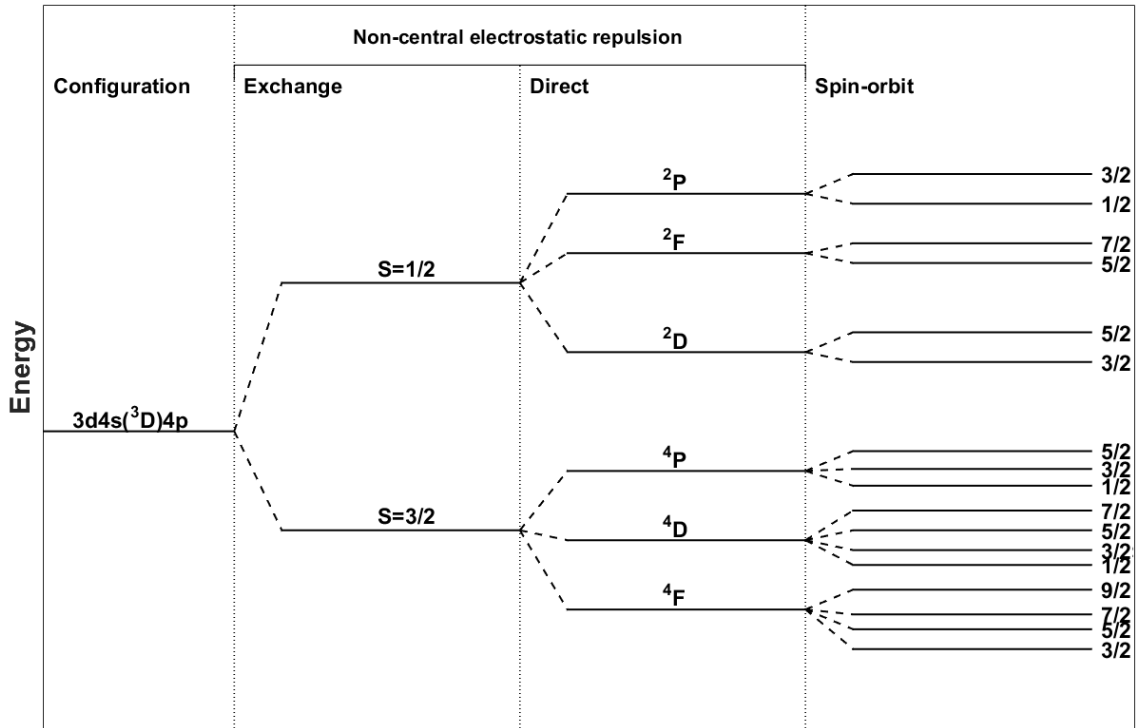 Non-central electrostatic repulsion
Configuration Exchange Direct Spin-orbit
Energy
3d4s(³D)4p
S=1/2
S=3/2
²P
²F
²D
⁴P
⁴D
⁴F
3/2
1/2
7/2
5/2
5/2
3/2
5/2
3/2
1/2
7/2
5/2
3/2
1/2
9/2
7/2
5/2
3/2